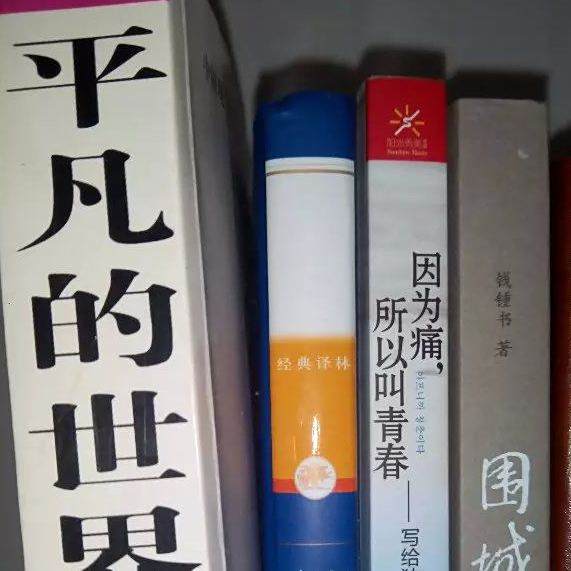 平凡的世界
经典译林
因为痛,
所以叫青春
——写给
钱锺书 著
围城